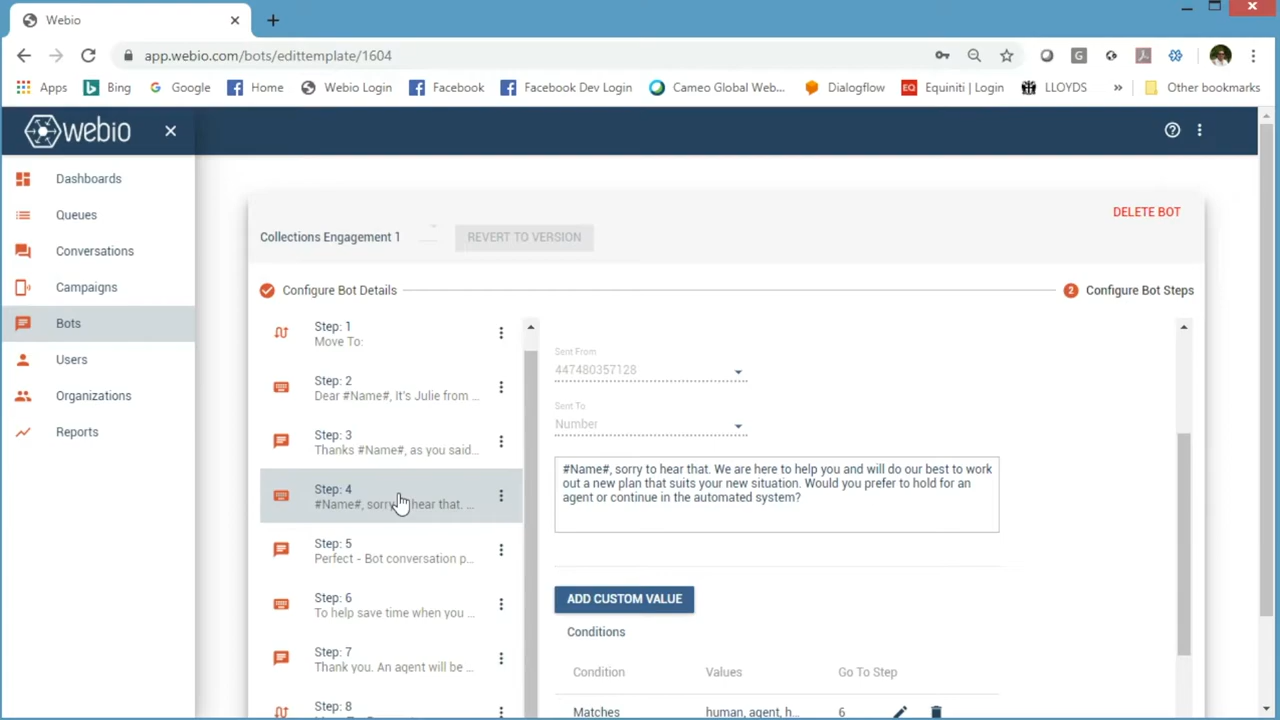 Webio
app.webio.com/bots/edittemplate/1604
Apps
Bing
Google
Home
Webio Login
Facebook
Facebook Dev Login
Cameo Global Web...
Dialogflow
EQ Equiniti | Login
LLOYDS
»
Other bookmarks
webio
Dashboards
Queues
Conversations
Campaigns
Bots
Users
Organizations
Reports
DELETE BOT
Collections Engagement 1
REVERT TO VERSION
Configure Bot Details
2 Configure Bot Steps
Step: 1
Move To:
Step: 2
Dear #Name#, It's Julie from ...
Step: 3
Thanks #Name#, as you said...
Step: 4
#Name#, sorry hear that. ...
Step: 5
Perfect - Bot conversation p...
Step: 6
To help save time when you ...
Step: 7
Thank you. An agent will be ...
Step: 8
Sent From
447480357128
Sent To
Number
#Name#, sorry to hear that. We are here to help you and will do our best to work
out a new plan that suits your new situation. Would you prefer to hold for an
agent or continue in the automated system?
ADD CUSTOM VALUE
Conditions
Condition Values Go To Step
Matches human, agent, h... 6